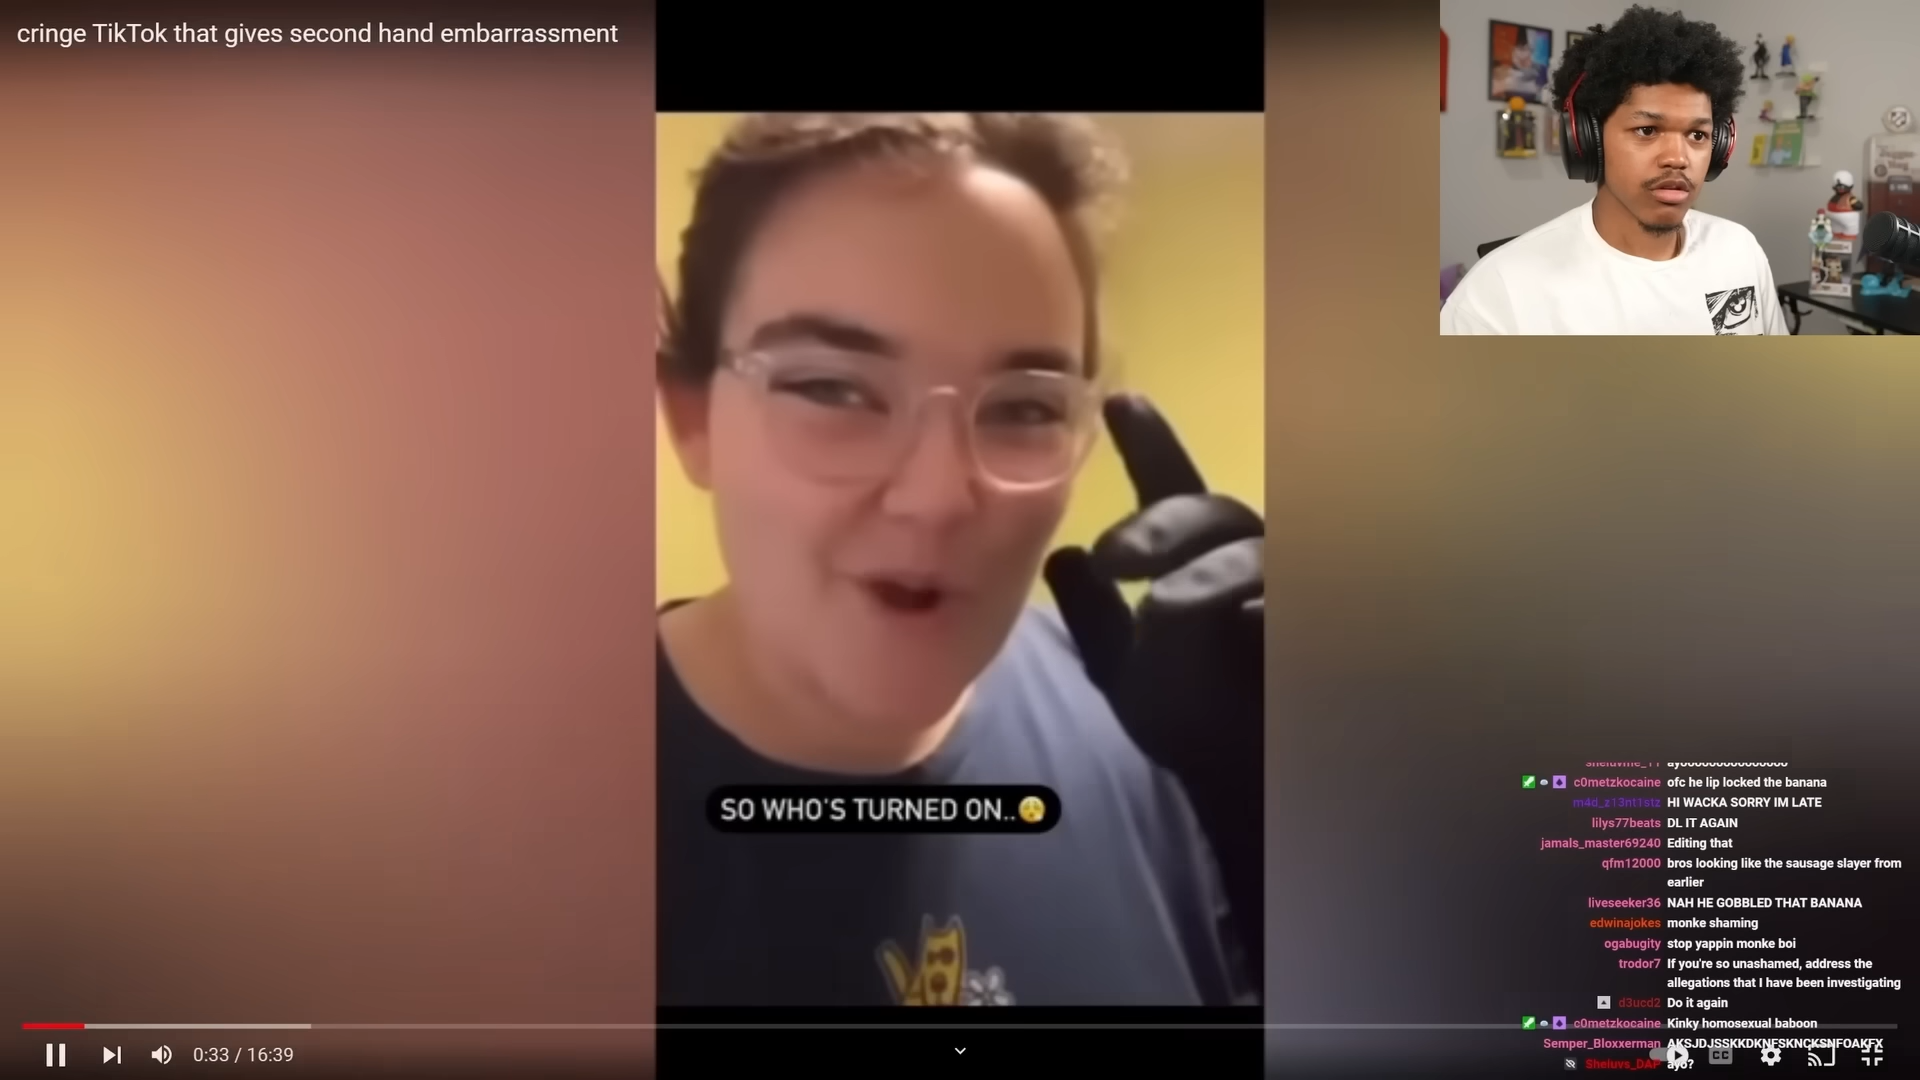 cringe TikTok that gives second hand embarrassment
SO WHO'S TURNED ON..😮‍💨
sheluvme_11 ayooooooooooooooo
c0metzkocaine ofc he lip locked the banana
m4d_z13nt1stz HI WACKA SORRY IM LATE
lilys77beats DL IT AGAIN
jamals_master69240 Editing that
qfm12000 bros looking like the sausage slayer from
earlier
liveseeker36 NAH HE GOBBLED THAT BANANA
edwinajokes monke shaming
ogabugity stop yappin monke boi
trodor7 If you're so unashamed, address the
allegations that I have been investigating
d3ucd2 Do it again
c0metzkocaine Kinky homosexual baboon
Semper_Bloxxerman AKSJDJSSKKDKNFSKNCKSNFOAKFX
Sheluvs_DAP ayo?
0:33 / 16:39
CC